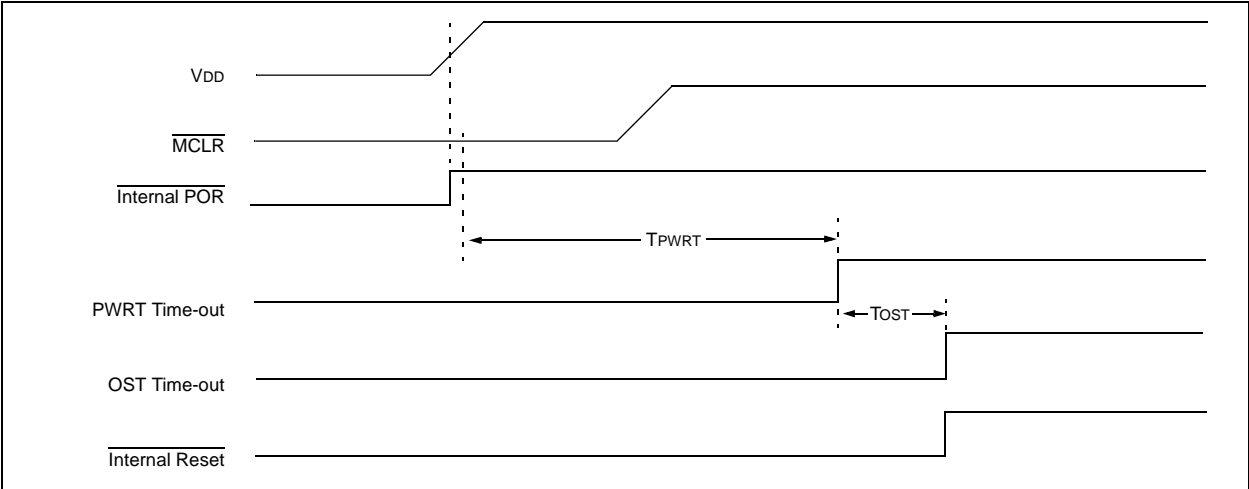 VDD
MCLR
Internal POR
TPWRT
PWRT Time-out
TOST
OST Time-out
Internal Reset